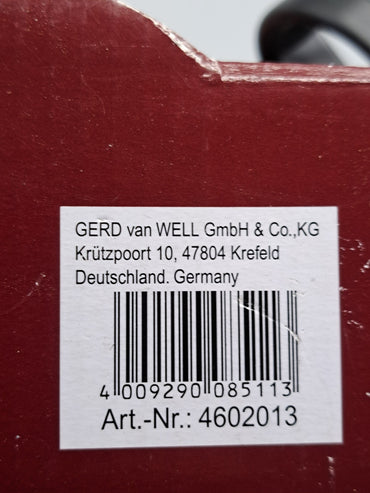 GERD van WELL GmbH & Co.,KG
Krützpoort 10, 47804 Krefeld
Deutschland. Germany
4 009290 085113
Art.-Nr.: 4602013